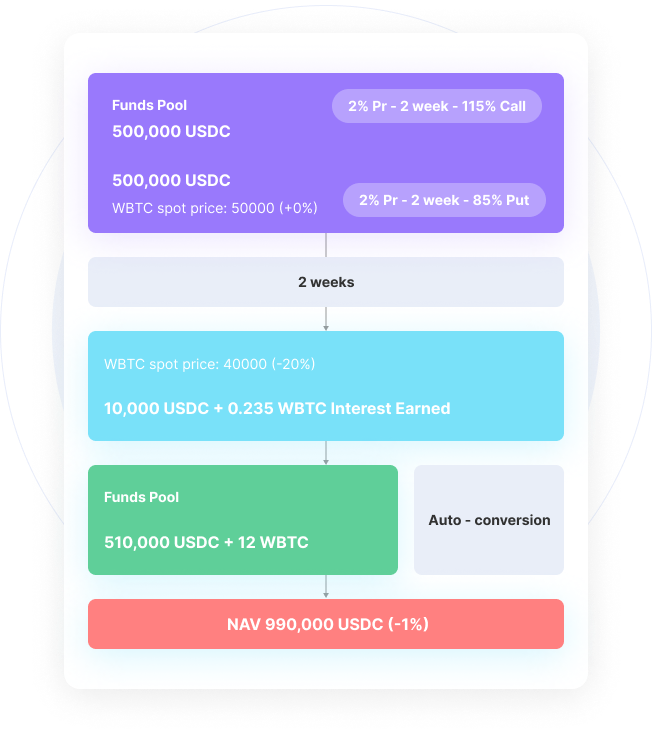 Funds Pool
2% Pr - 2 week - 115% Call
500,000 USDC
500,000 USDC
2% Pr - 2 week - 85% Put
WBTC spot price: 50000 (+0%)
2 weeks
WBTC spot price: 40000 (-20%)
10,000 USDC + 0.235 WBTC Interest Earned
Funds Pool
Auto - conversion
510,000 USDC + 12 WBTC
NAV 990,000 USDC (-1%)